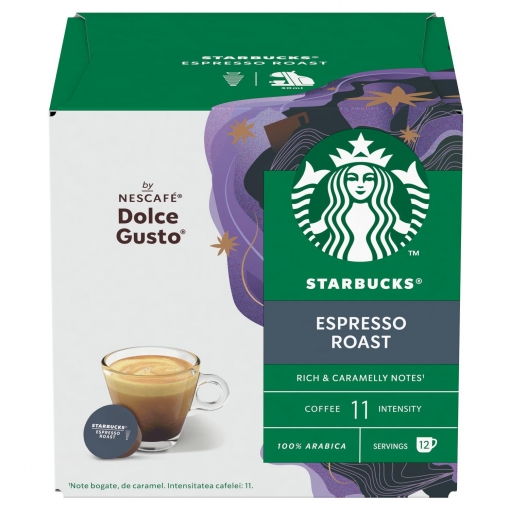 STARBUCKS®
ESPRESSO ROAST
by
NESCAFÉ®
Dolce
Gusto®
™
STARBUCKS®
ESPRESSO
ROAST
RICH & CARAMELLY NOTES¹
COFFEE 11 INTENSITY
100% ARABICA
SERVINGS 12
STARBUCKS®
ESPRESSO
ROAST
¹Note bogate, de caramel. Intensitatea cafelei: 11.